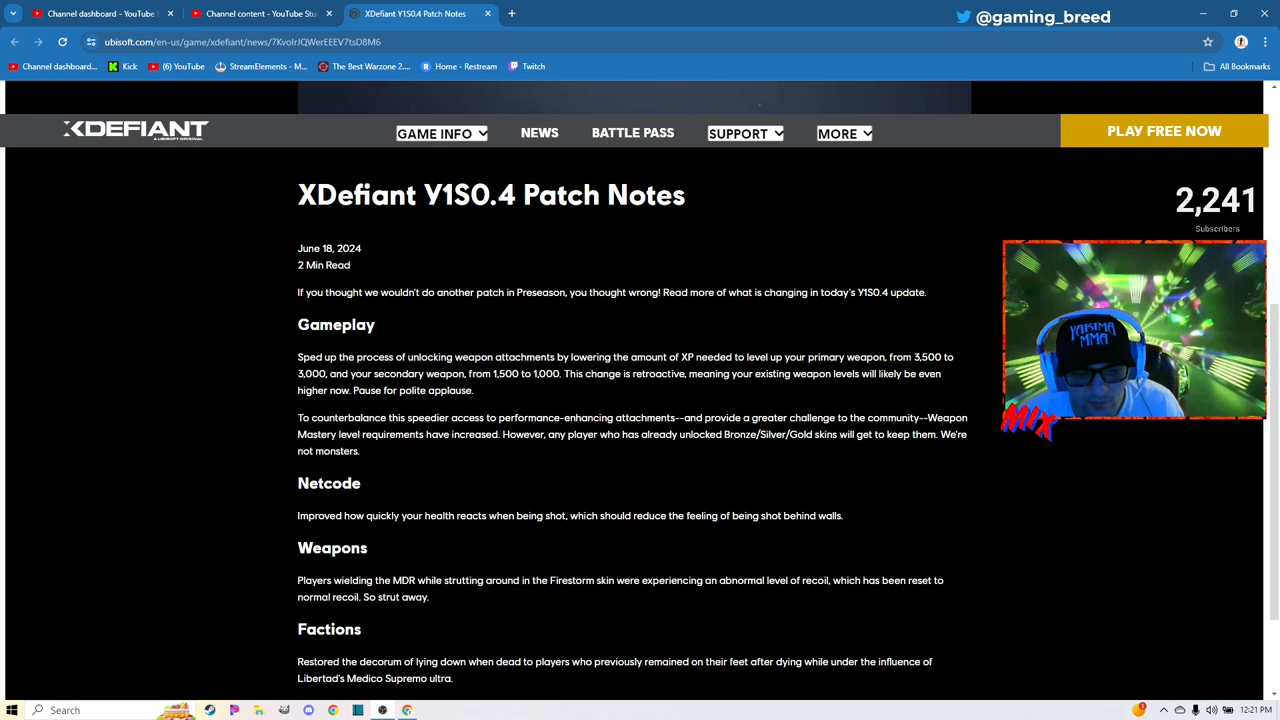 Channel dashboard - YouTube S
Channel content - YouTube Stu
XDefiant Y1S0.4 Patch Notes
@gaming_breed
ubisoft.com/en-us/game/xdefiant/news/7KvoIrJQWerEEEV7tsD8M6
Channel dashboard...
Kick
(6) YouTube
StreamElements - M...
The Best Warzone 2....
Home - Restream
Twitch
All Bookmarks
XDEFIANT
A UBISOFT ORIGINAL
GAME INFO
NEWS
BATTLE PASS
SUPPORT
MORE
PLAY FREE NOW
XDefiant Y1S0.4 Patch Notes
2,241
Subscribers
June 18, 2024
2 Min Read
If you thought we wouldn't do another patch in Preseason, you thought wrong! Read more of what is changing in today's Y1S0.4 update.
Gameplay
Sped up the process of unlocking weapon attachments by lowering the amount of XP needed to level up your primary weapon, from 3,500 to
3,000, and your secondary weapon, from 1,500 to 1,000. This change is retroactive, meaning your existing weapon levels will likely be even
higher now. Pause for polite applause.
To counterbalance this speedier access to performance-enhancing attachments--and provide a greater challenge to the community--Weapon
Mastery level requirements have increased. However, any player who has already unlocked Bronze/Silver/Gold skins will get to keep them. We're
not monsters.
YAKIMA
MMA
MIX
Netcode
Improved how quickly your health reacts when being shot, which should reduce the feeling of being shot behind walls.
Weapons
Players wielding the MDR while strutting around in the Firestorm skin were experiencing an abnormal level of recoil, which has been reset to
normal recoil. So strut away.
Factions
Restored the decorum of lying down when dead to players who previously remained on their feet after dying while under the influence of
Libertad's Medico Supremo ultra.
Search
1
12:21 PM